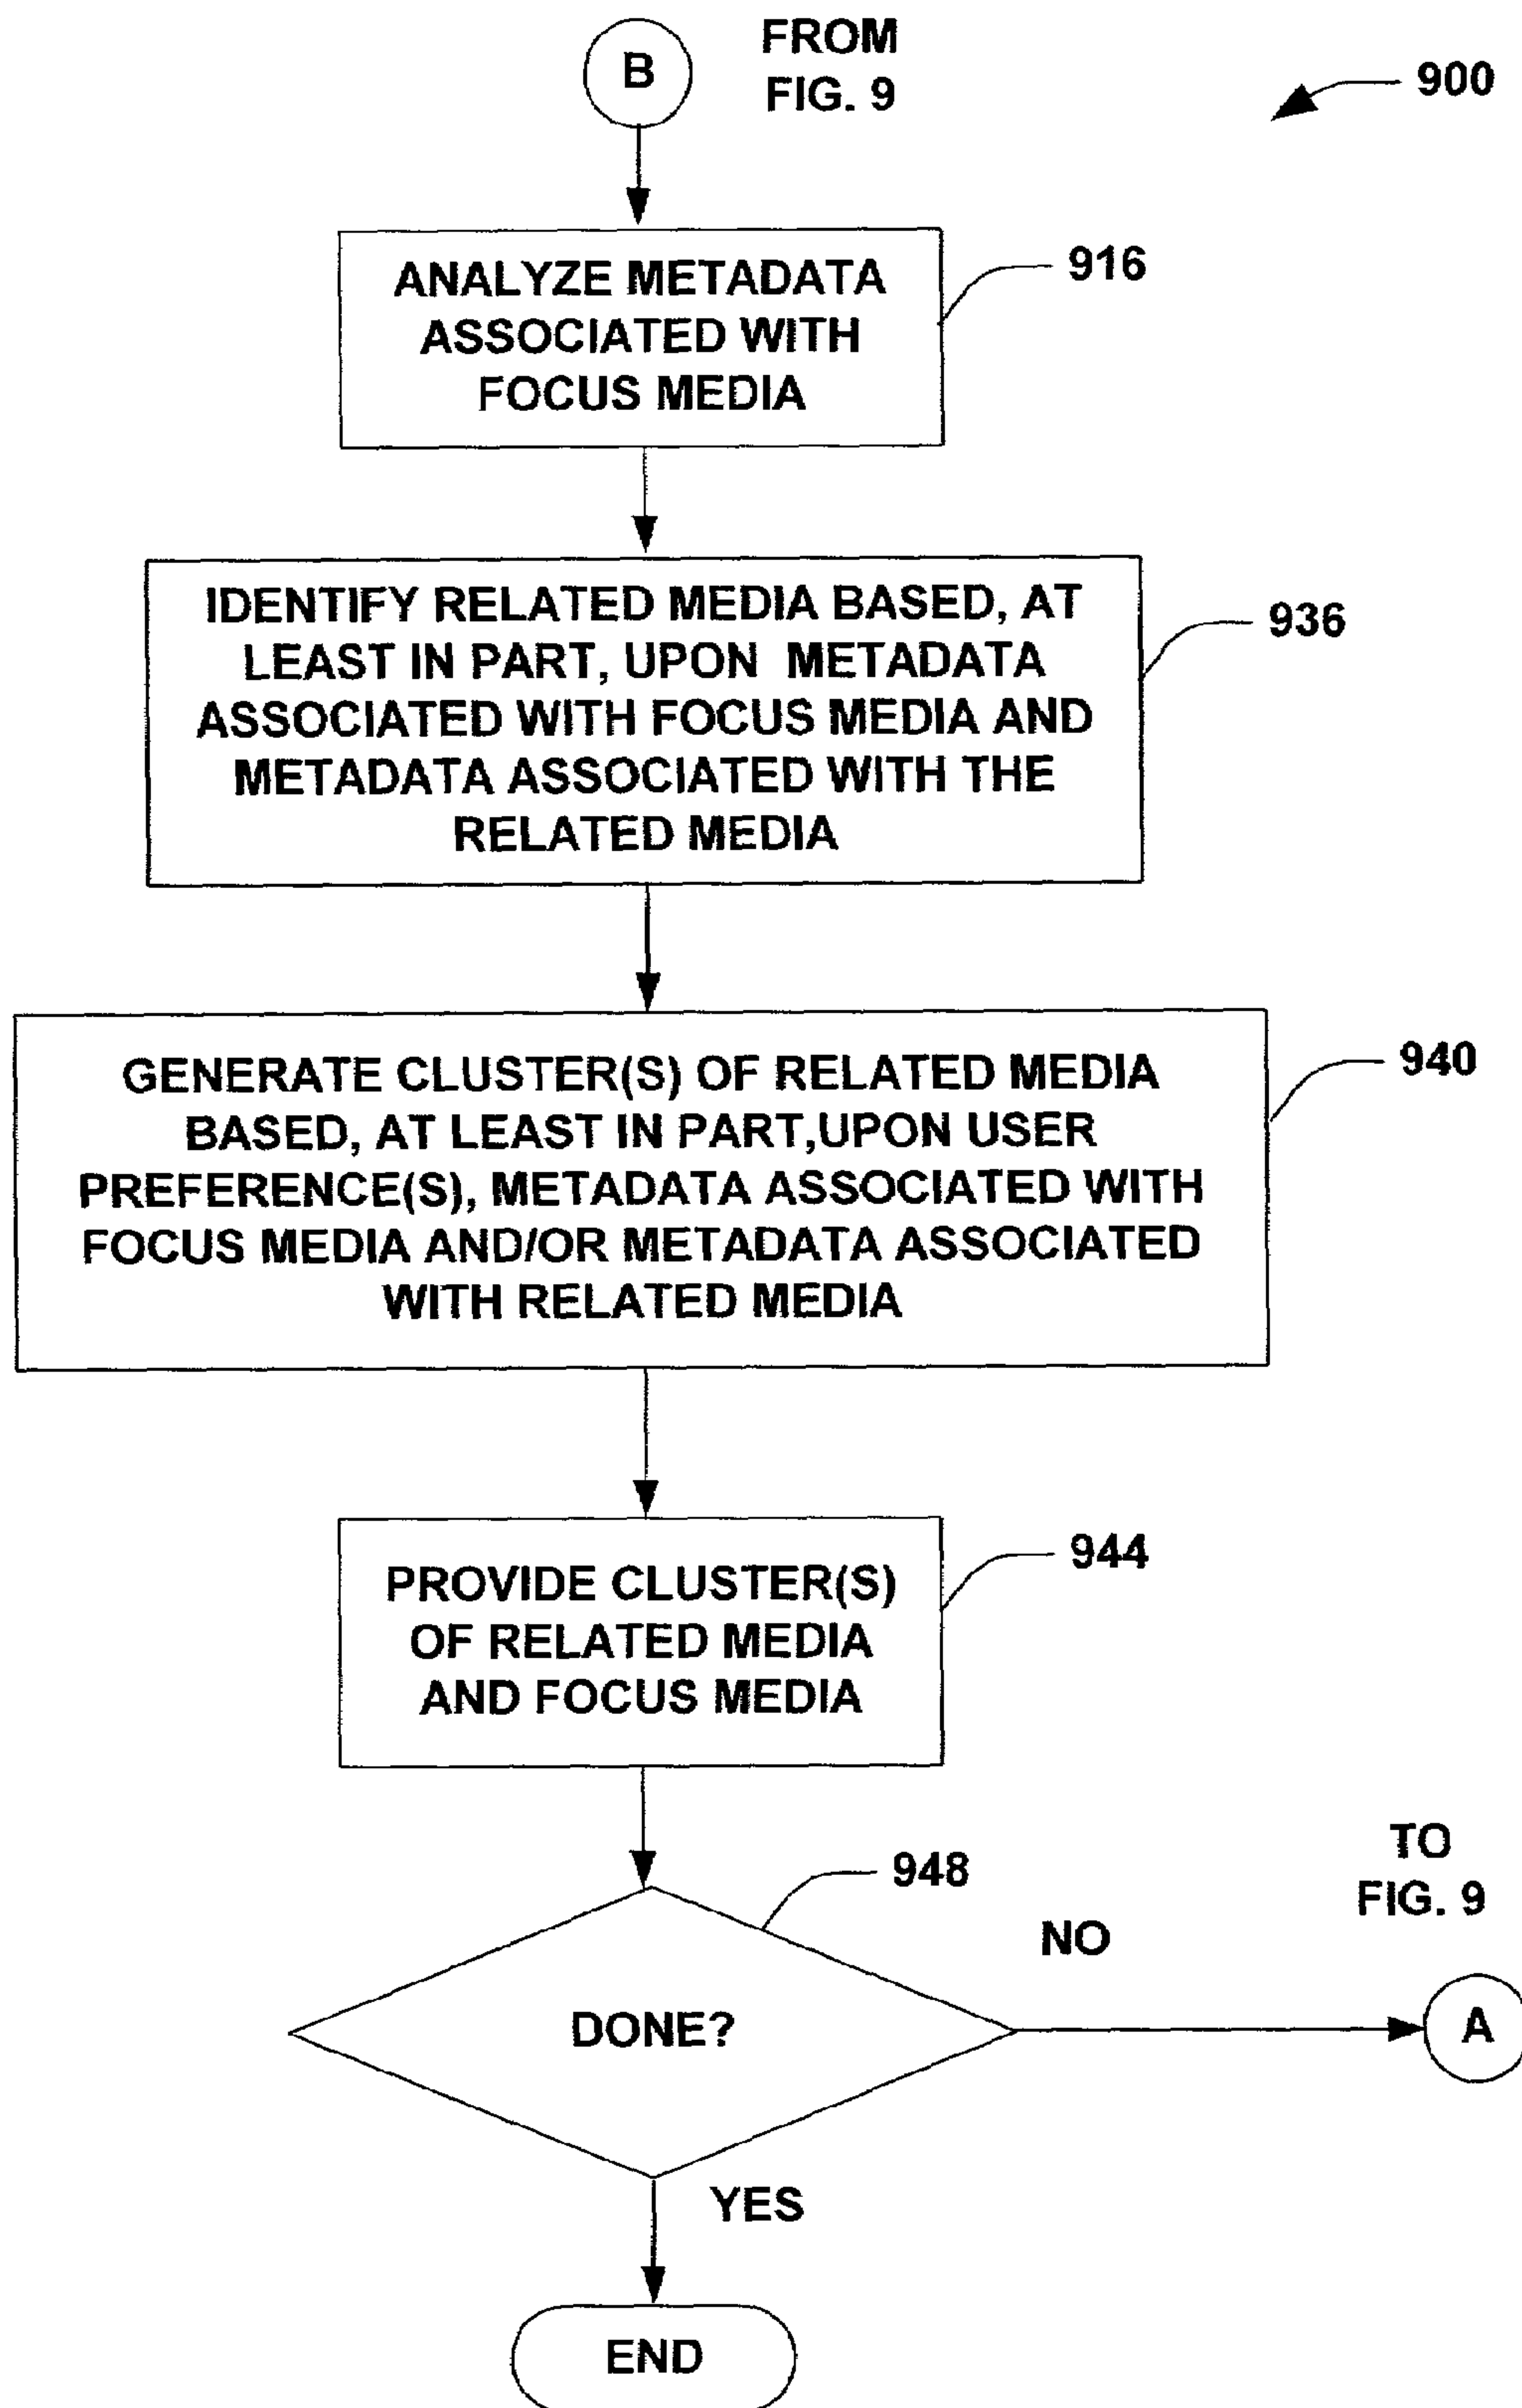 B
FROM
FIG. 9
900
ANALYZE METADATA
ASSOCIATED WITH
FOCUS MEDIA
916
IDENTIFY RELATED MEDIA BASED, AT
LEAST IN PART, UPON METADATA
ASSOCIATED WITH FOCUS MEDIA AND
METADATA ASSOCIATED WITH THE
RELATED MEDIA
936
GENERATE CLUSTER(S) OF RELATED MEDIA
BASED, AT LEAST IN PART,UPON USER
PREFERENCE(S), METADATA ASSOCIATED WITH
FOCUS MEDIA AND/OR METADATA ASSOCIATED
WITH RELATED MEDIA
940
PROVIDE CLUSTER(S)
OF RELATED MEDIA
AND FOCUS MEDIA
944
948
TO
FIG. 9
NO
DONE?
A
YES
END